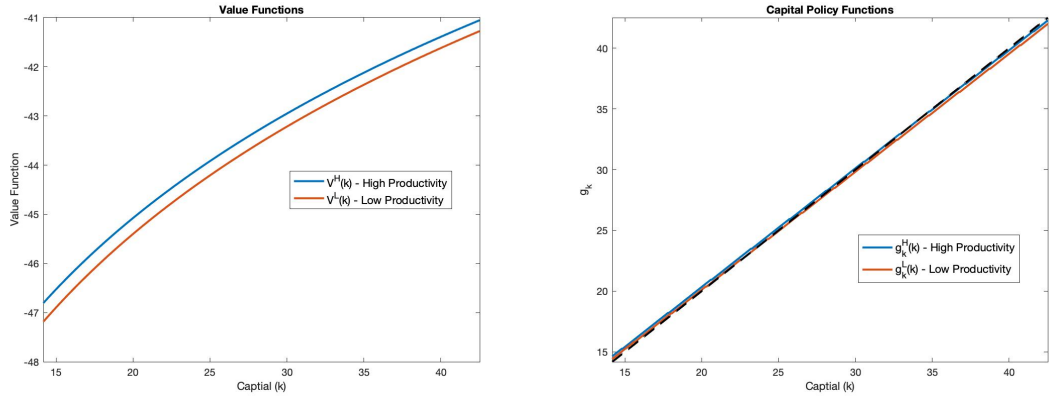 Value Functions
-41
-42
-43
-44
-45
-46
-47
-48
Value Function
15
20
25
30
35
40
Captial (k)
V^H(k) - High Productivity
V^L(k) - Low Productivity
Capital Policy Functions
40
35
30
25
20
15
g_k
15
20
25
30
35
40
Captial (k)
g_k^H(k) - High Productivity
g_k^L(k) - Low Productivity